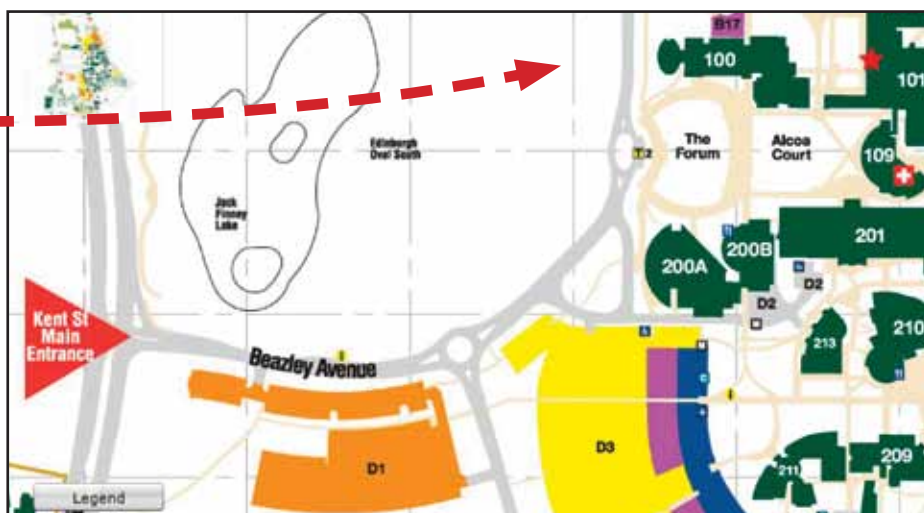 B17
100
101
The
Forum
Alcoa
Court
109
2
Edinburgh
Oval South
Jack
Finney
Lake
200A
200B
201
D2
D2
210
213
Kent St
Main
Entrance
Beazley Avenue
D1
D3
211
209
Legend